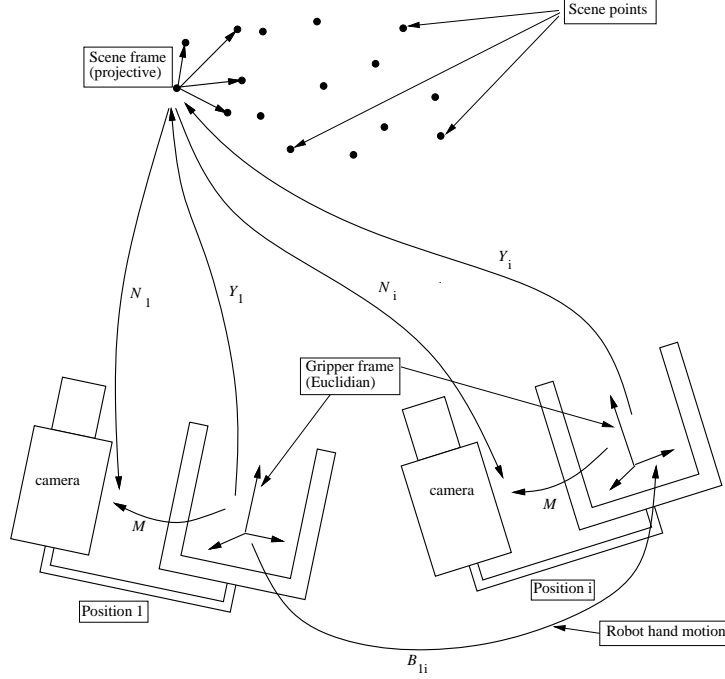 Scene points
Scene frame
(projective)
Y i
N 1
Y 1
N i
Gripper frame
(Euclidian)
camera
camera
M
M
Position i
Position 1
Robot hand motion
B 1i